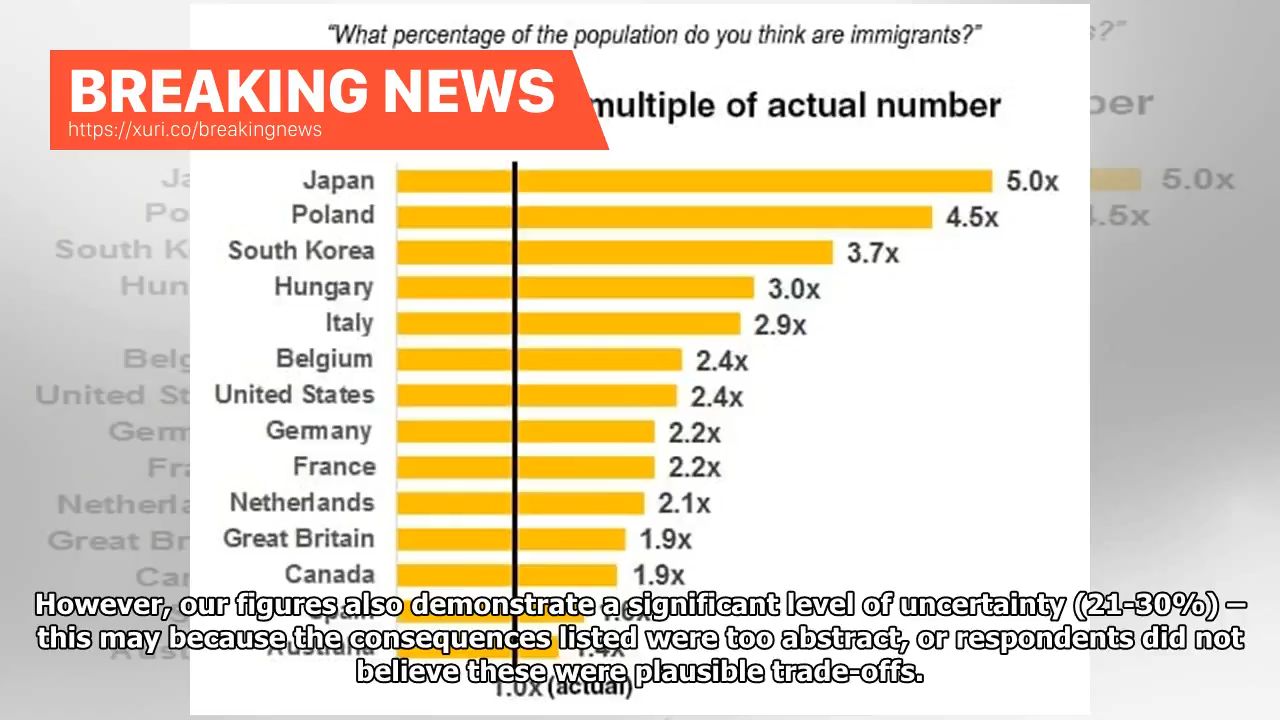 “What percentage of the population do you think are immigrants?”
BREAKING NEWS
https://xuri.co/breakingnews
multiple of actual number
Japan 5.0x
Poland 4.5x
South Korea 3.7x
Hungary 3.0x
Italy 2.9x
Belgium 2.4x
United States 2.4x
Germany 2.2x
France 2.2x
Netherlands 2.1x
Great Britain 1.9x
Canada 1.9x
However, our figures also demonstrate a significant level of uncertainty (21-30%) –
this may because the consequences listed were too abstract, or respondents did not
believe these were plausible trade-offs.
1.0x (actual)